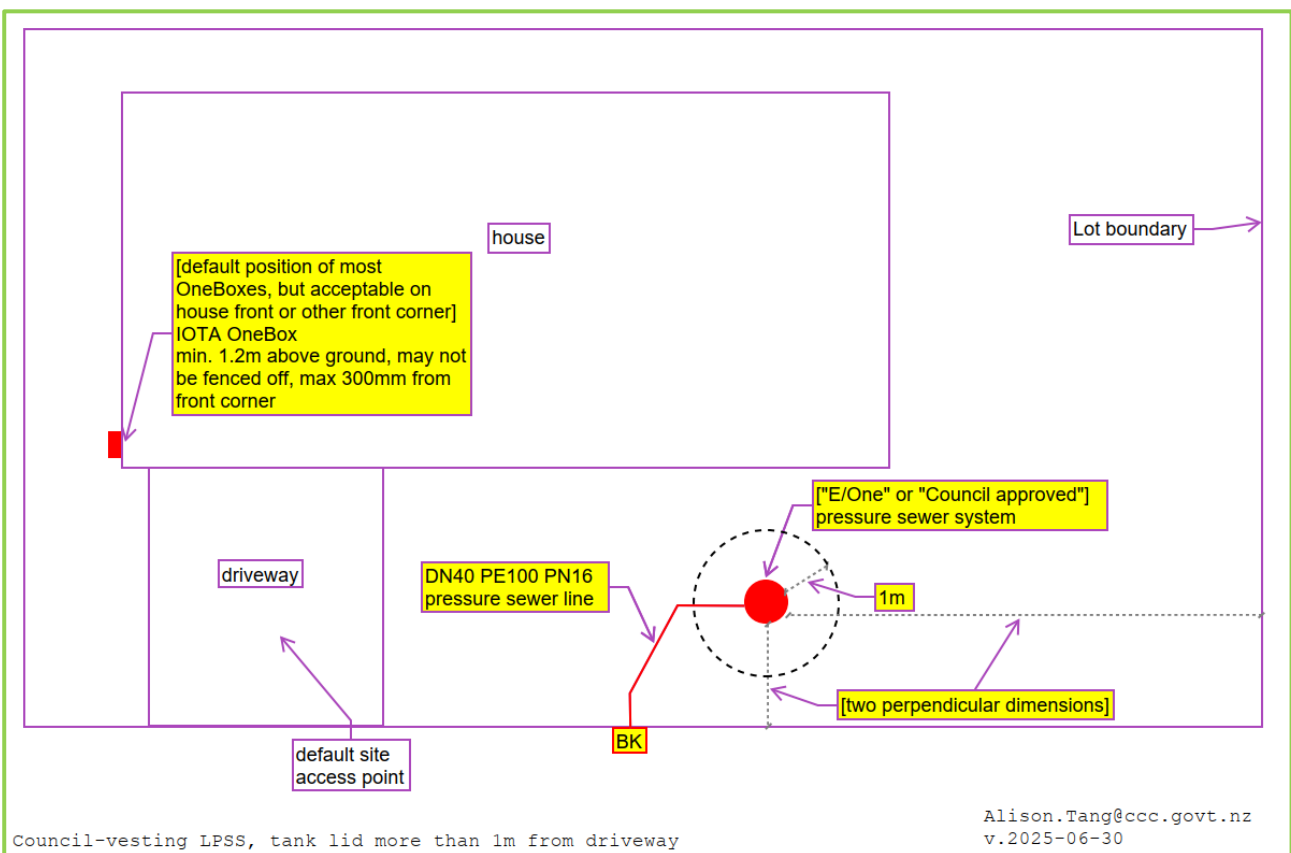 Lot boundary
house
[default position of most
OneBoxes, but acceptable on
house front or other front corner]
IOTA OneBox
min. 1.2m above ground, may not
be fenced off, max 300mm from
front corner
["E/One" or "Council approved"]
pressure sewer system
driveway
DN40 PE100 PN16
pressure sewer line
1m
[two perpendicular dimensions]
BK
default site
access point
Alison.Tang@ccc.govt.nz
v.2025-06-30
Council-vesting LPSS, tank lid more than 1m from driveway